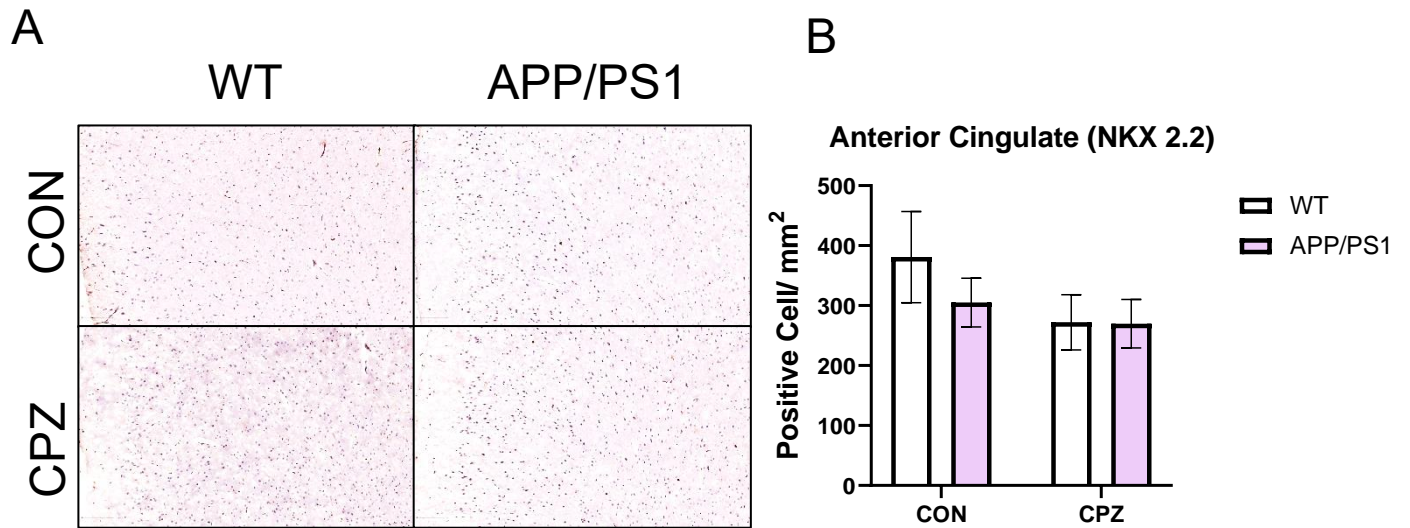 A
WT APP/PS1
CON
CPZ
B
Anterior Cingulate (NKX 2.2)
Positive Cell/ mm²
500
400
300
200
100
0
CON CPZ
WT
APP/PS1